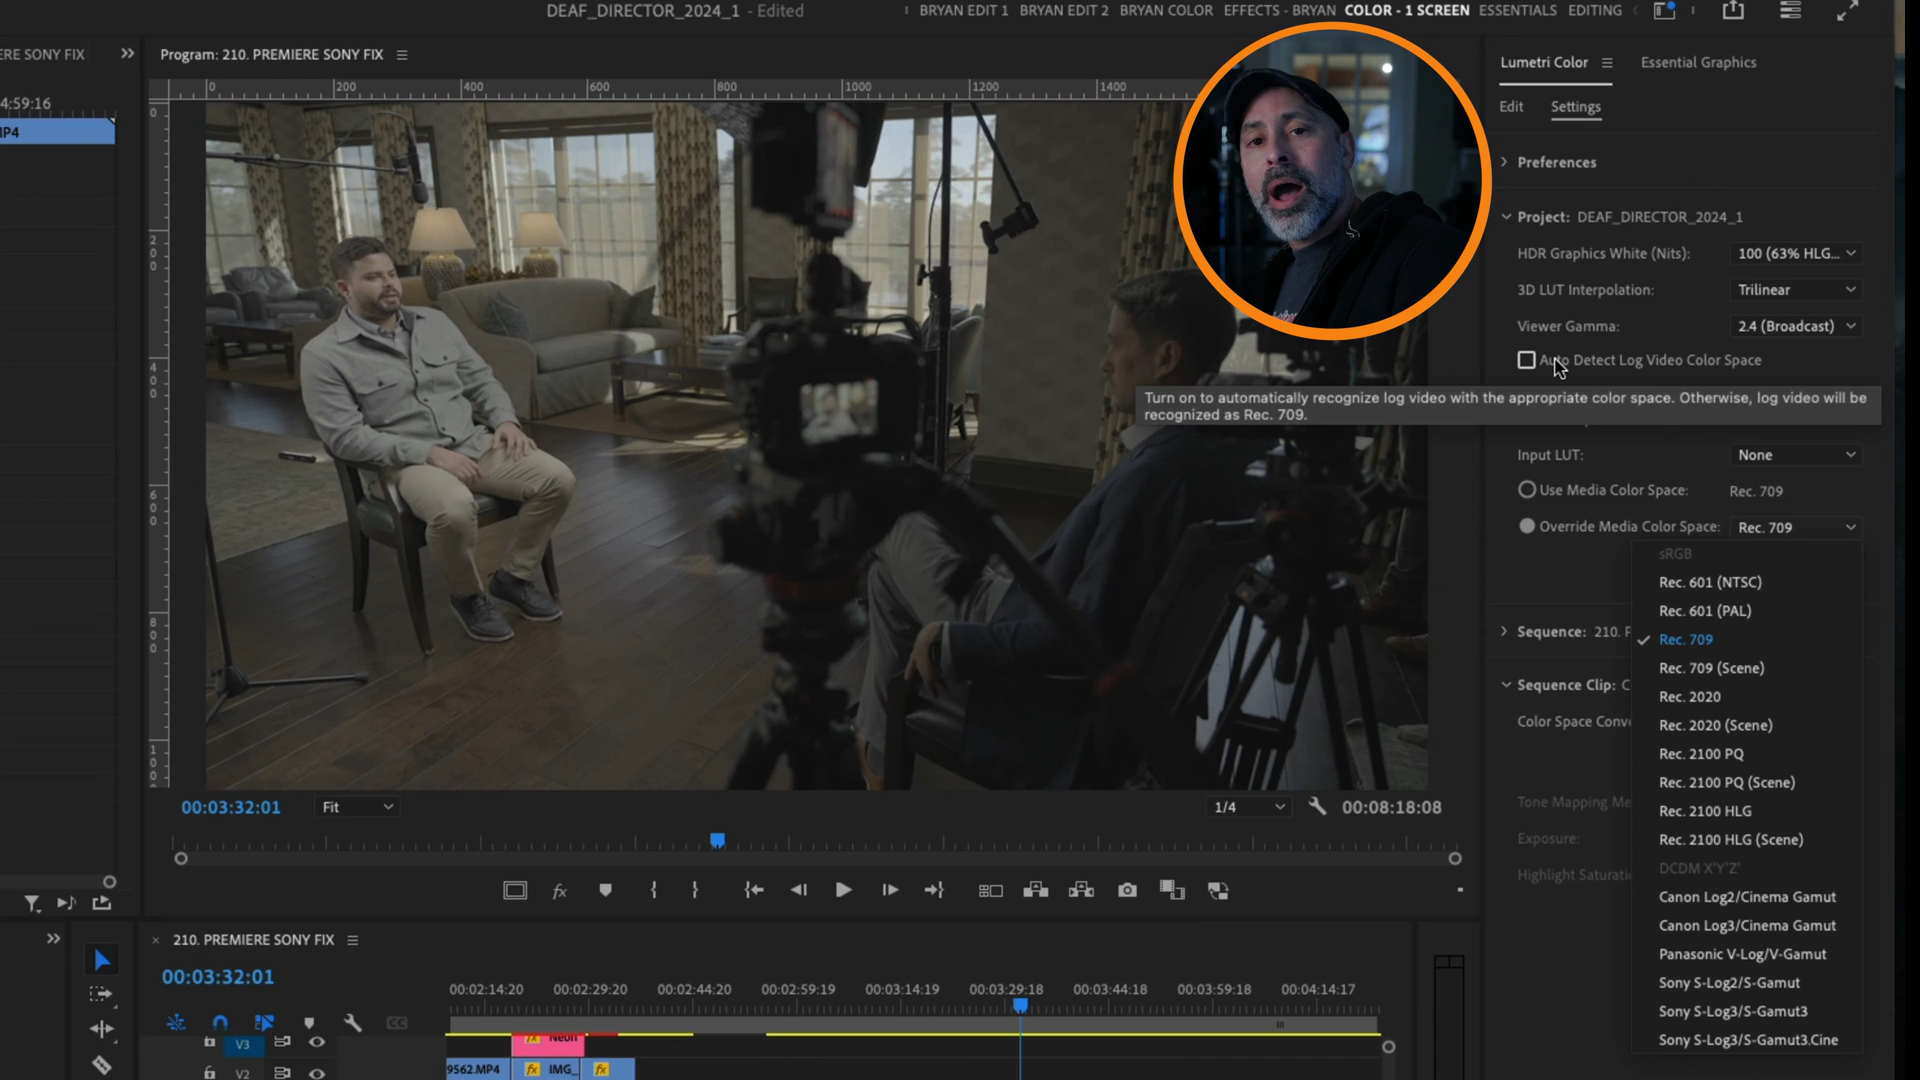 DEAF_DIRECTOR_2024_1 - Edited
BRYAN EDIT 1 BRYAN EDIT 2 BRYAN COLOR EFFECTS - BRYAN COLOR - 1 SCREEN ESSENTIALS EDITING
ERE SONY FIX
Program: 210. PREMIERE SONY FIX
4:59:16
MP4
0 200 400 600 800 1000 1200 1400
0
200
400
600
800
1000
Lumetri Color Essential Graphics
Edit Settings
Preferences
Project: DEAF_DIRECTOR_2024_1
HDR Graphics White (Nits): 100 (63% HLG...
3D LUT Interpolation: Trilinear
Viewer Gamma: 2.4 (Broadcast)
Auto Detect Log Video Color Space
Turn on to automatically recognize log video with the appropriate color space. Otherwise, log video will be
recognized as Rec. 709.
Input LUT: None
Use Media Color Space: Rec. 709
Override Media Color Space: Rec. 709
sRGB
Rec. 601 (NTSC)
Rec. 601 (PAL)
Rec. 709
Rec. 709 (Scene)
Rec. 2020
Rec. 2020 (Scene)
Rec. 2100 PQ
Rec. 2100 PQ (Scene)
Rec. 2100 HLG
Rec. 2100 HLG (Scene)
DCDM X'Y'Z'
Canon Log2/Cinema Gamut
Canon Log3/Cinema Gamut
Panasonic V-Log/V-Gamut
Sony S-Log2/S-Gamut
Sony S-Log3/S-Gamut3
Sony S-Log3/S-Gamut3.Cine
Sequence: 210. P
Sequence Clip: C
Color Space Conv
Tone Mapping Me
Exposure:
Highlight Saturati
00:03:32:01 Fit 1/4 00:08:18:08
210. PREMIERE SONY FIX
00:03:32:01
00:02:14:20 00:02:29:20 00:02:44:20 00:02:59:19 00:03:14:19 00:03:29:18 00:03:44:18 00:03:59:18 00:04:14:17
V3 fx Neon
V2 9562.MP4 fx IMG_ fx